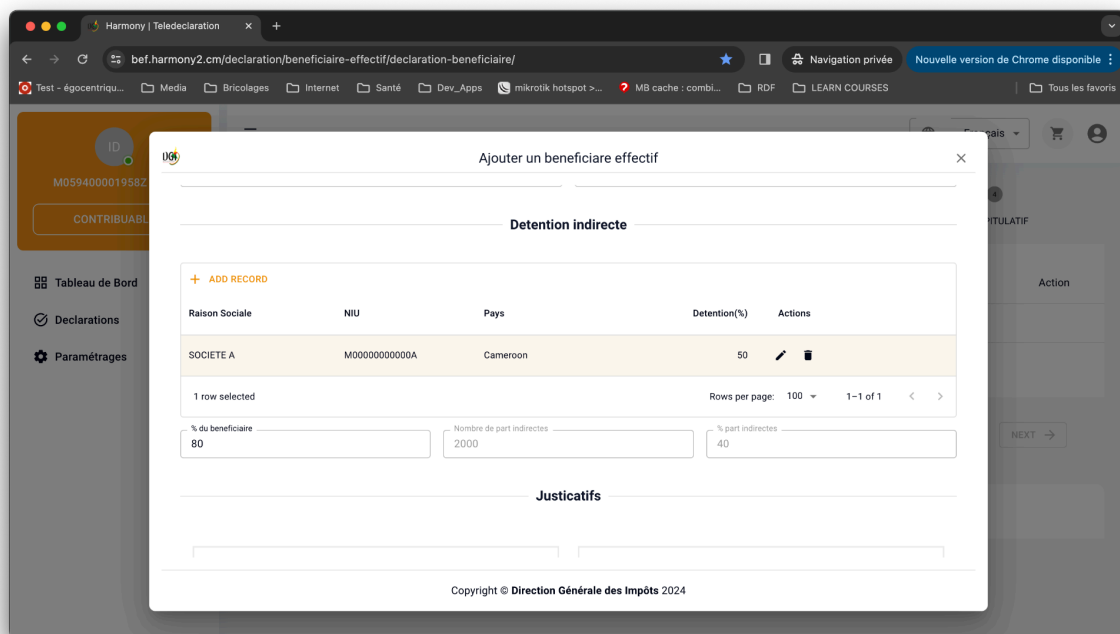 Harmony | Teledeclaration
bef.harmony2.cm/declaration/beneficiaire-effectif/declaration-beneficiaire/
Navigation privée
Nouvelle version de Chrome disponible
Test - égocentriqu...
Media
Bricolages
Internet
Santé
Dev_Apps
mikrotik hotspot >...
MB cache : combi...
RDF
LEARN COURSES
Tous les favoris
ID
M059400001958Z
CONTRIBUABL
Tableau de Bord
Declarations
Paramétrages
Français
4
PITULATIF
Action
NEXT
Ajouter un beneficiare effectif
Detention indirecte
+ ADD RECORD
Raison Sociale NIU Pays Detention(%) Actions
SOCIETE A M00000000000A Cameroon 50
1 row selected Rows per page: 100 1–1 of 1
% du beneficiaire Nombre de part indirectes % part indirectes
80 2000 40
Justicatifs
Copyright © Direction Générale des Impôts 2024